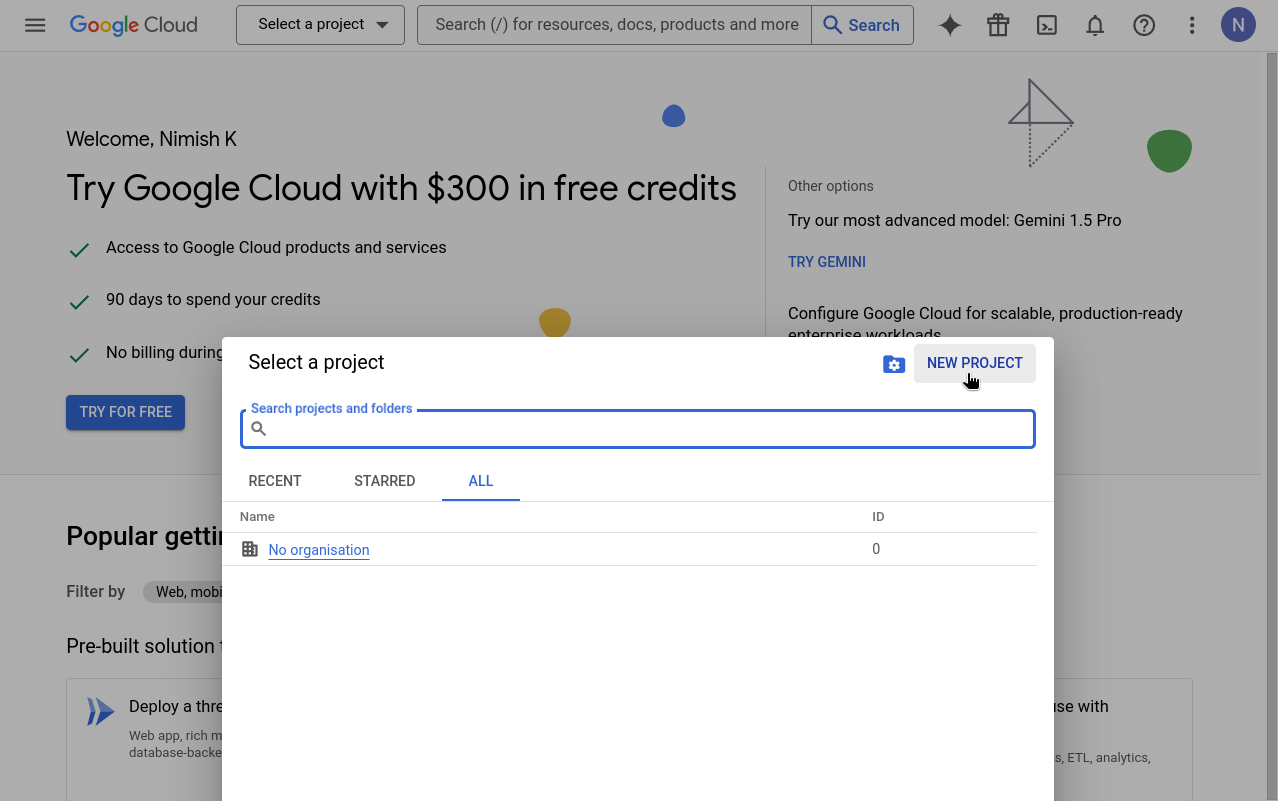 Google Cloud
Select a project
Search (/) for resources, docs, products and more
Search
N
Welcome, Nimish K
Try Google Cloud with $300 in free credits
Access to Google Cloud products and services
90 days to spend your credits
No billing during
TRY FOR FREE
Other options
Try our most advanced model: Gemini 1.5 Pro
TRY GEMINI
Configure Google Cloud for scalable, production-ready
enterprise workloads
Select a project
NEW PROJECT
Search projects and folders
RECENT
STARRED
ALL
Name
ID
No organisation
0
Popular getti
Filter by
Web, mobi
Pre-built solution t
Deploy a thre
Web app, rich m
database-backe
use with
s, ETL, analytics,